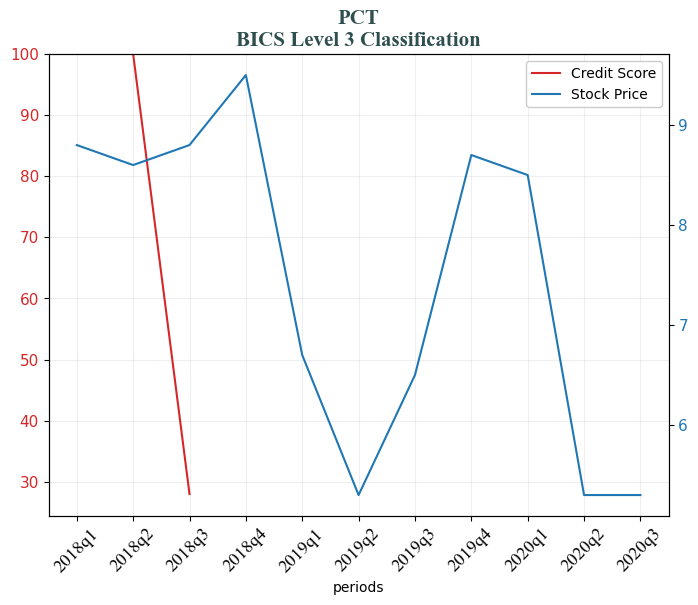 PCT
BICS Level 3 Classification
Credit Score
Stock Price
100
90
80
70
60
50
40
30
9
8
7
6
2018q1
2018q2
2018q3
2018q4
2019q1
2019q2
2019q3
2019q4
2020q1
2020q2
2020q3
periods